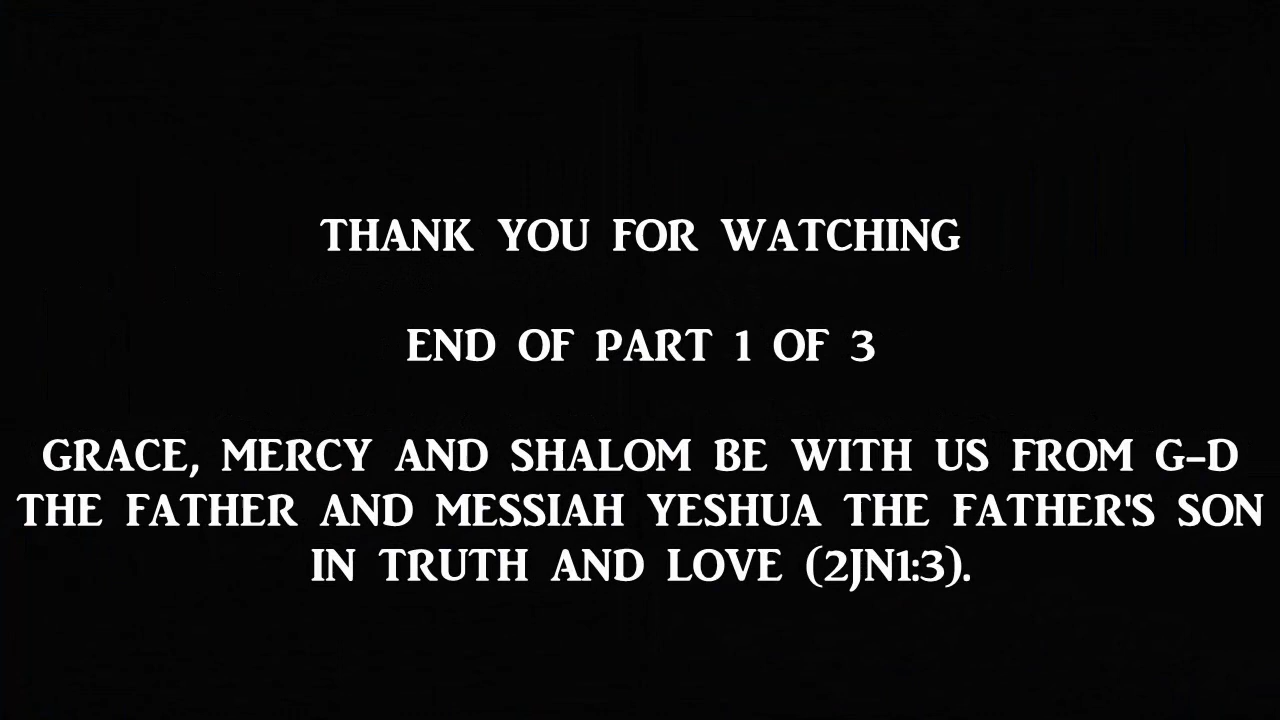 THANK YOU FOR WATCHING
END OF PART 1 OF 3
GRACE, MERCY AND SHALOM BE WITH US FROM G-D
THE FATHER AND MESSIAH YESHUA THE FATHER'S SON
IN TRUTH AND LOVE (2JN1:3).